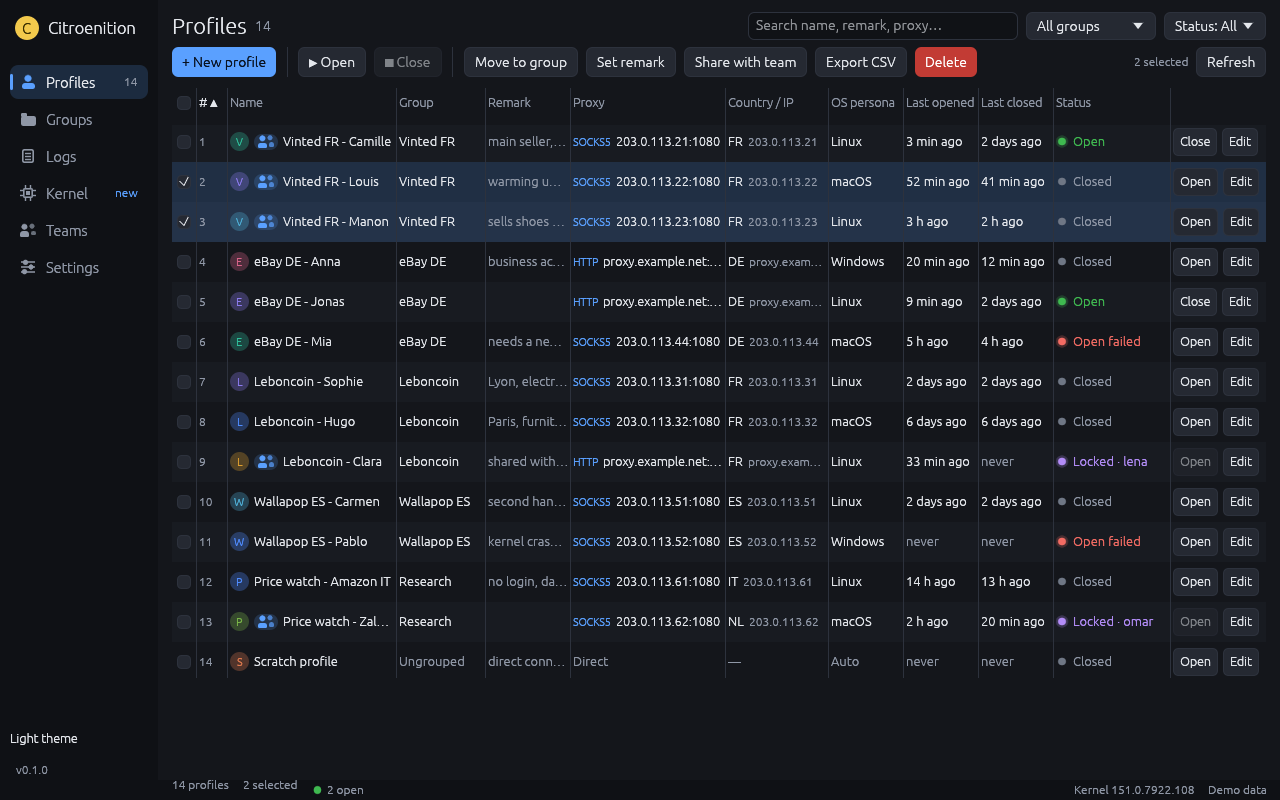 C Citroenition
Profiles 14
Groups
Logs
Kernel new
Teams
Settings
Light theme
v0.1.0
Profiles 14
Search name, remark, proxy…
All groups ▼
Status: All ▼
+ New profile
▶ Open
■ Close
Move to group
Set remark
Share with team
Export CSV
Delete
2 selected
Refresh
#▲ Name Group Remark Proxy Country / IP OS persona Last opened Last closed Status
1 V Vinted FR - Camille Vinted FR main seller,… SOCKS5 203.0.113.21:1080 FR 203.0.113.21 Linux 3 min ago 2 days ago Open Close Edit
2 V Vinted FR - Louis Vinted FR warming u… SOCKS5 203.0.113.22:1080 FR 203.0.113.22 macOS 52 min ago 41 min ago Closed Open Edit
3 V Vinted FR - Manon Vinted FR sells shoes … SOCKS5 203.0.113.23:1080 FR 203.0.113.23 Linux 3 h ago 2 h ago Closed Open Edit
4 E eBay DE - Anna eBay DE business ac… HTTP proxy.example.net:… DE proxy.exam… Windows 20 min ago 12 min ago Closed Open Edit
5 E eBay DE - Jonas eBay DE HTTP proxy.example.net:… DE proxy.exam… Linux 9 min ago 2 days ago Open Close Edit
6 E eBay DE - Mia eBay DE needs a ne… SOCKS5 203.0.113.44:1080 DE 203.0.113.44 macOS 5 h ago 4 h ago Open failed Open Edit
7 L Leboncoin - Sophie Leboncoin Lyon, electr… SOCKS5 203.0.113.31:1080 FR 203.0.113.31 Linux 2 days ago 2 days ago Closed Open Edit
8 L Leboncoin - Hugo Leboncoin Paris, furnit… SOCKS5 203.0.113.32:1080 FR 203.0.113.32 macOS 6 days ago 6 days ago Closed Open Edit
9 L Leboncoin - Clara Leboncoin shared with… HTTP proxy.example.net:… FR proxy.exam… Linux 33 min ago never Locked · lena Open Edit
10 W Wallapop ES - Carmen Wallapop ES second han… SOCKS5 203.0.113.51:1080 ES 203.0.113.51 Linux 2 days ago 2 days ago Closed Open Edit
11 W Wallapop ES - Pablo Wallapop ES kernel cras… SOCKS5 203.0.113.52:1080 ES 203.0.113.52 Windows never never Open failed Open Edit
12 P Price watch - Amazon IT Research no login, da… SOCKS5 203.0.113.61:1080 IT 203.0.113.61 Linux 14 h ago 13 h ago Closed Open Edit
13 P Price watch - Zal… Research SOCKS5 203.0.113.62:1080 NL 203.0.113.62 macOS 2 h ago 20 min ago Locked · omar Open Edit
14 S Scratch profile Ungrouped direct conn… Direct — Auto never never Closed Open Edit
14 profiles 2 selected 2 open
Kernel 151.0.7922.108 Demo data